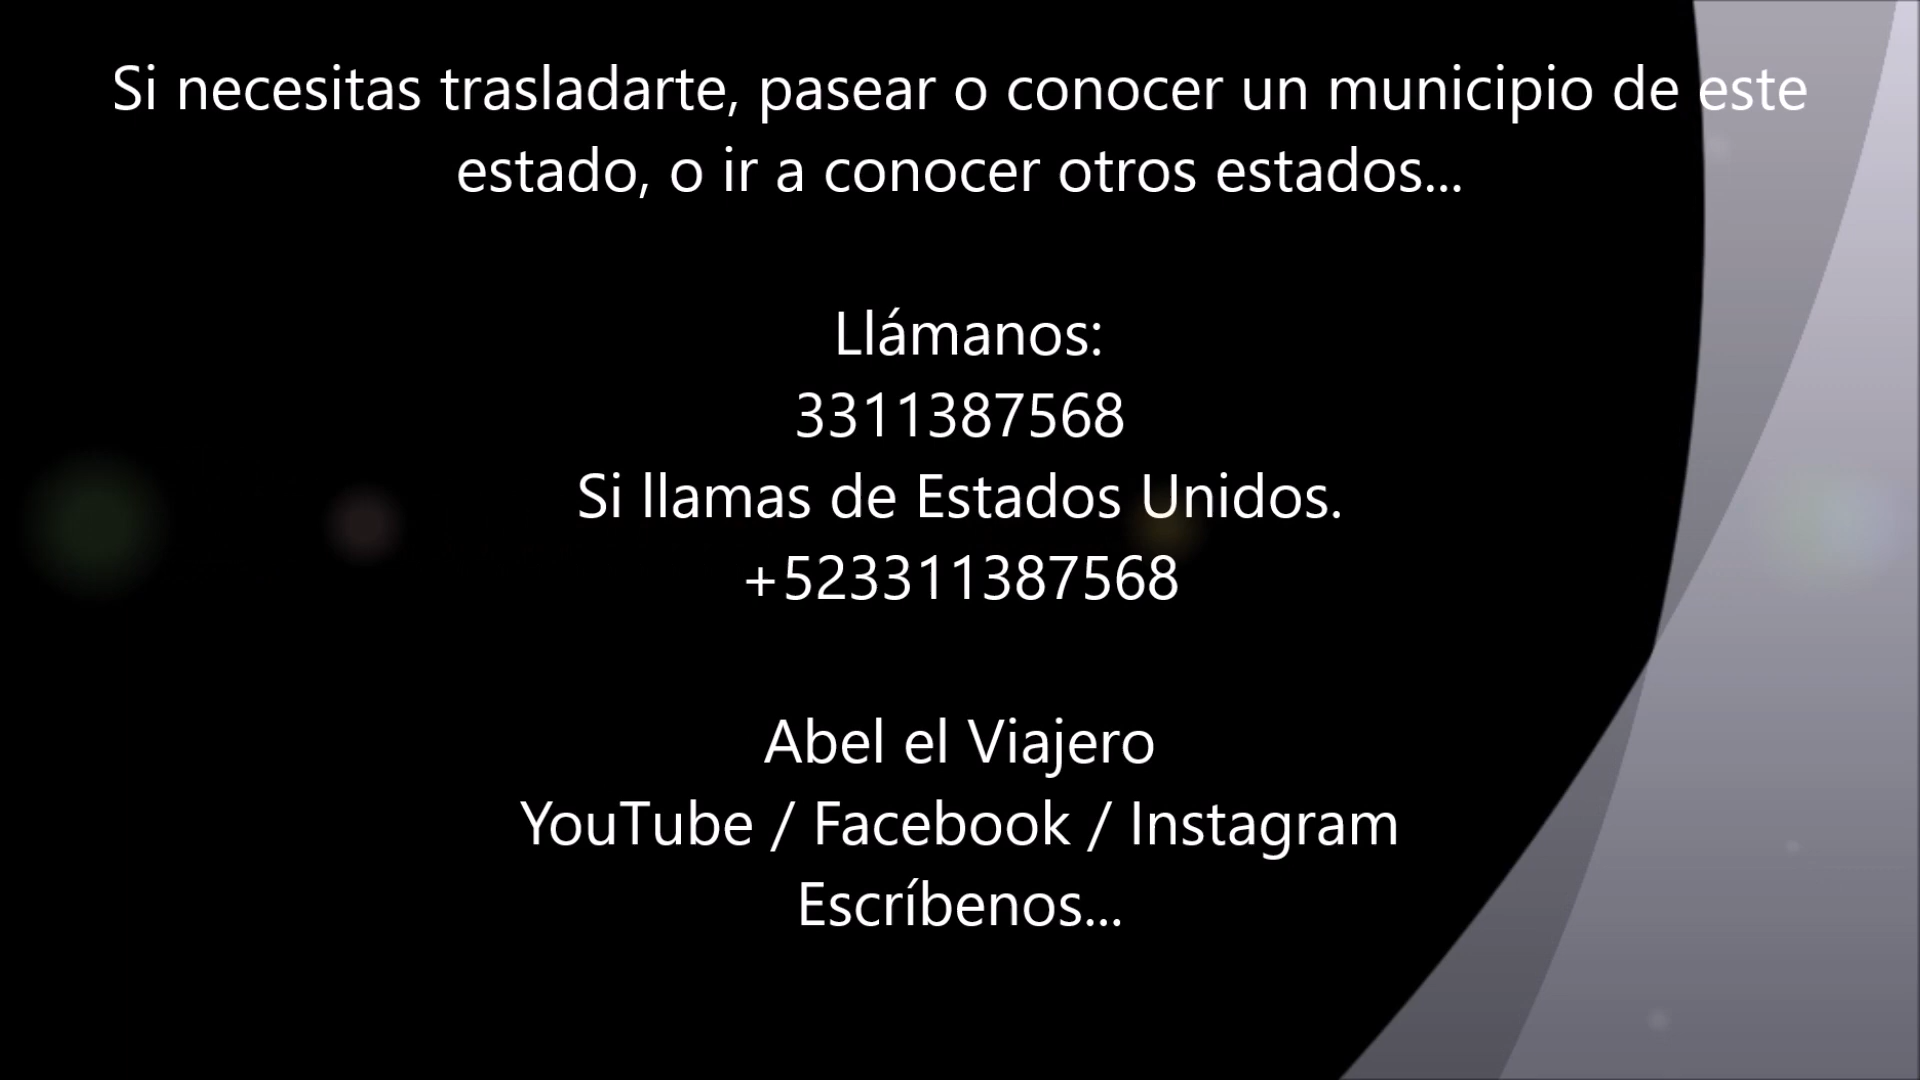 Si necesitas trasladarte, pasear o conocer un municipio de este
estado, o ir a conocer otros estados...
Llámanos:
3311387568
Si llamas de Estados Unidos.
+523311387568
Abel el Viajero
YouTube / Facebook / Instagram
Escríbenos...